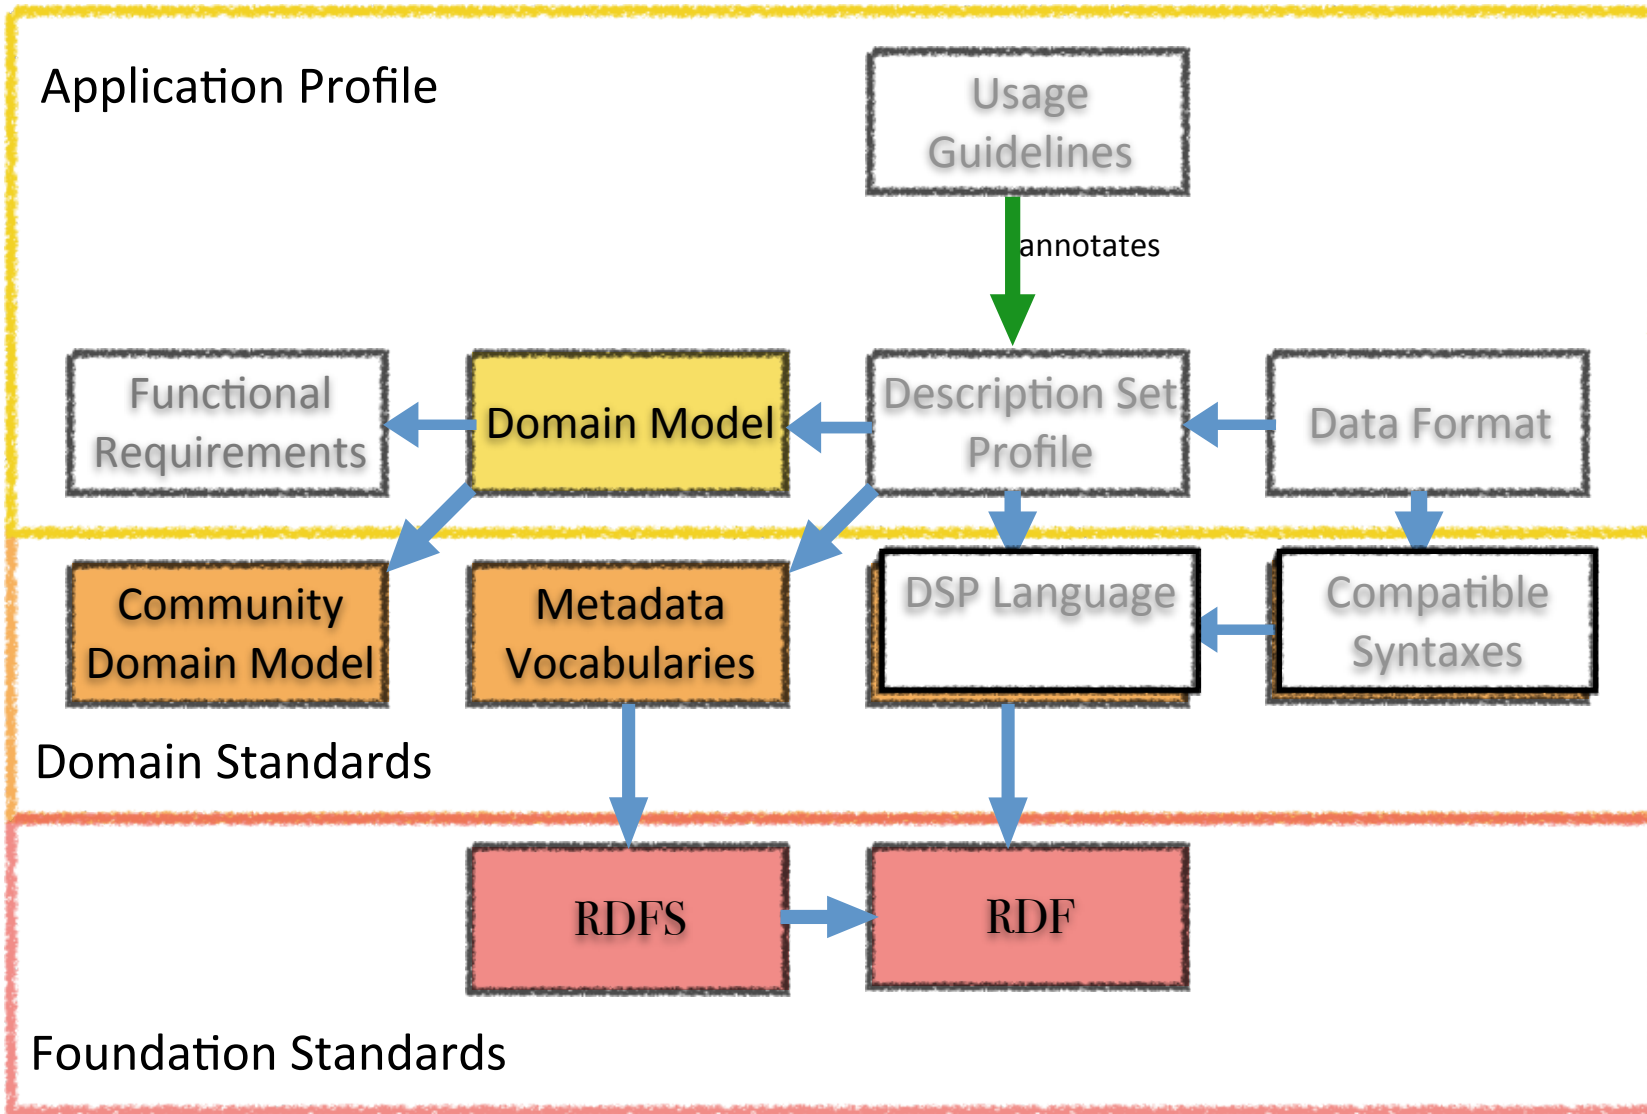 Application Profile
Usage
Guidelines
annotates
Functional
Requirements
Domain Model
Description Set
Profile
Data Format
Community
Domain Model
Metadata
Vocabularies
DSP Language
Compatible
Syntaxes
Domain Standards
RDFS
RDF
Foundation Standards